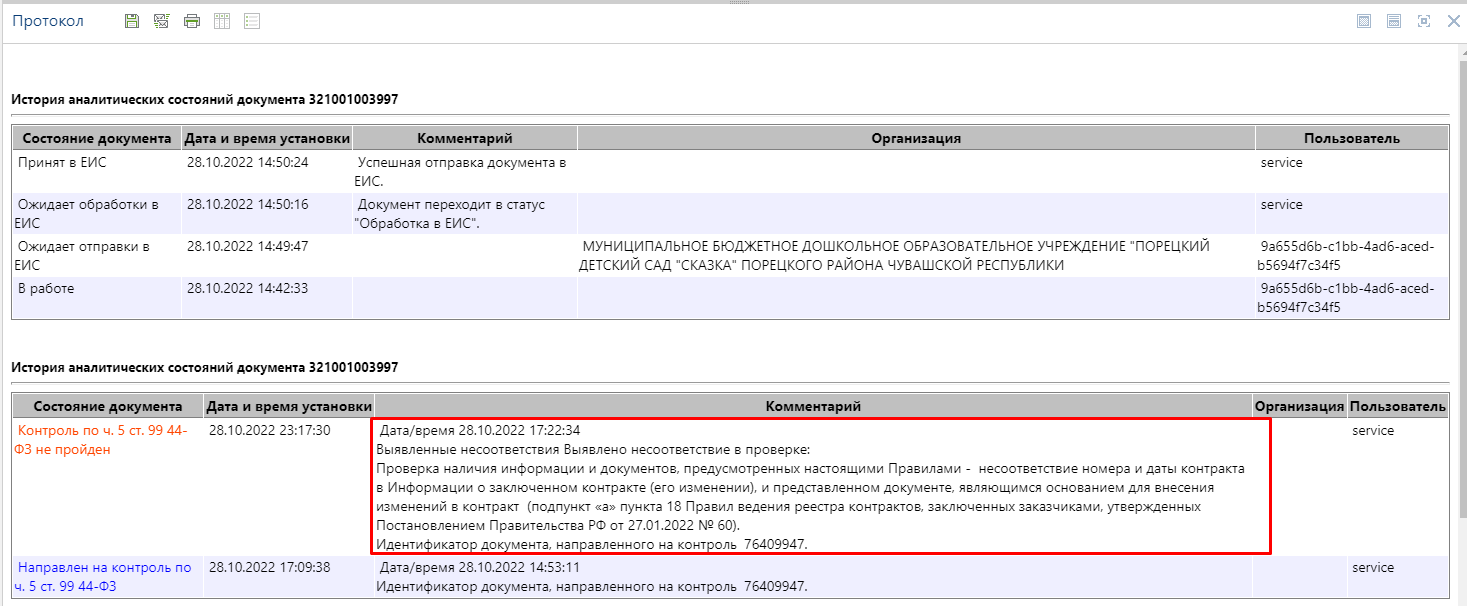 Протокол
История аналитических состояний документа 321001003997
Состояние документа Дата и время установки Комментарий Организация Пользователь
Принят в ЕИС 28.10.2022 14:50:24 Успешная отправка документа в service
ЕИС.
Ожидает обработки в 28.10.2022 14:50:16 Документ переходит в статус service
ЕИС "Обработка в ЕИС".
Ожидает отправки в 28.10.2022 14:49:47 МУНИЦИПАЛЬНОЕ БЮДЖЕТНОЕ ДОШКОЛЬНОЕ ОБРАЗОВАТЕЛЬНОЕ УЧРЕЖДЕНИЕ "ПОРЕЦКИЙ 9a655d6b-c1bb-4ad6-aced-
ЕИС ДЕТСКИЙ САД "СКАЗКА" ПОРЕЦКОГО РАЙОНА ЧУВАШСКОЙ РЕСПУБЛИКИ b5694f7c34f5
В работе 28.10.2022 14:42:33 9a655d6b-c1bb-4ad6-aced-
b5694f7c34f5
История аналитических состояний документа 321001003997
Состояние документа Дата и время установки Комментарий Организация Пользователь
Контроль по ч. 5 ст. 99 44- 28.10.2022 23:17:30 Дата/время 28.10.2022 17:22:34 service
ФЗ не пройден Выявленные несоответствия Выявлено несоответствие в проверке:
Проверка наличия информации и документов, предусмотренных настоящими Правилами - несоответствие номера и даты контракта
в Информации о заключенном контракте (его изменении), и представленном документе, являющимся основанием для внесения
изменений в контракт (подпункт «а» пункта 18 Правил ведения реестра контрактов, заключенных заказчиками, утвержденных
Постановлением Правительства РФ от 27.01.2022 № 60).
Идентификатор документа, направленного на контроль 76409947.
Направлен на контроль по 28.10.2022 17:09:38 Дата/время 28.10.2022 14:53:11 service
ч. 5 ст. 99 44-ФЗ Идентификатор документа, направленного на контроль 76409947.